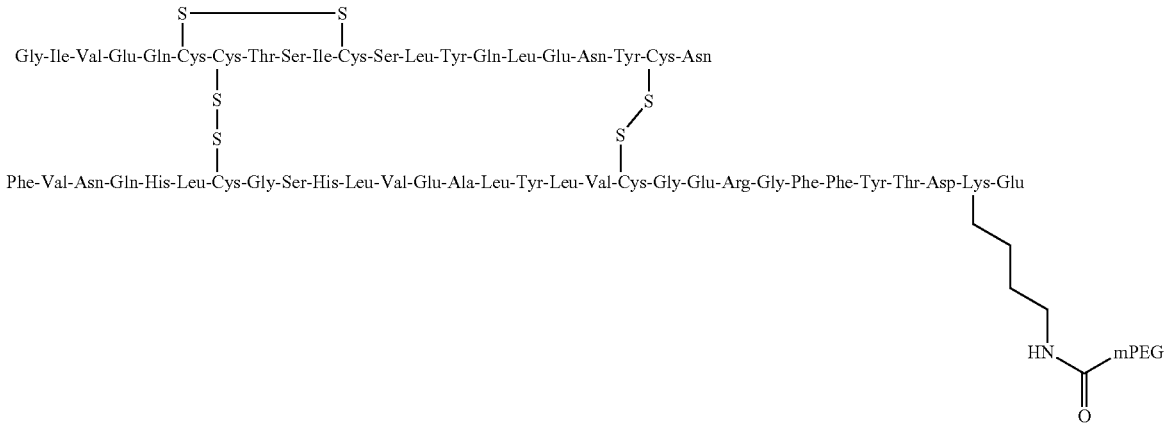 S S
Gly-Ile-Val-Glu-Gln-Cys-Cys-Thr-Ser-Ile-Cys-Ser-Leu-Tyr-Gln-Leu-Glu-Asn-Tyr-Cys-Asn
S S
S S
Phe-Val-Asn-Gln-His-Leu-Cys-Gly-Ser-His-Leu-Val-Glu-Ala-Leu-Tyr-Leu-Val-Cys-Gly-Glu-Arg-Gly-Phe-Phe-Tyr-Thr-Asp-Lys-Glu
HN mPEG
O